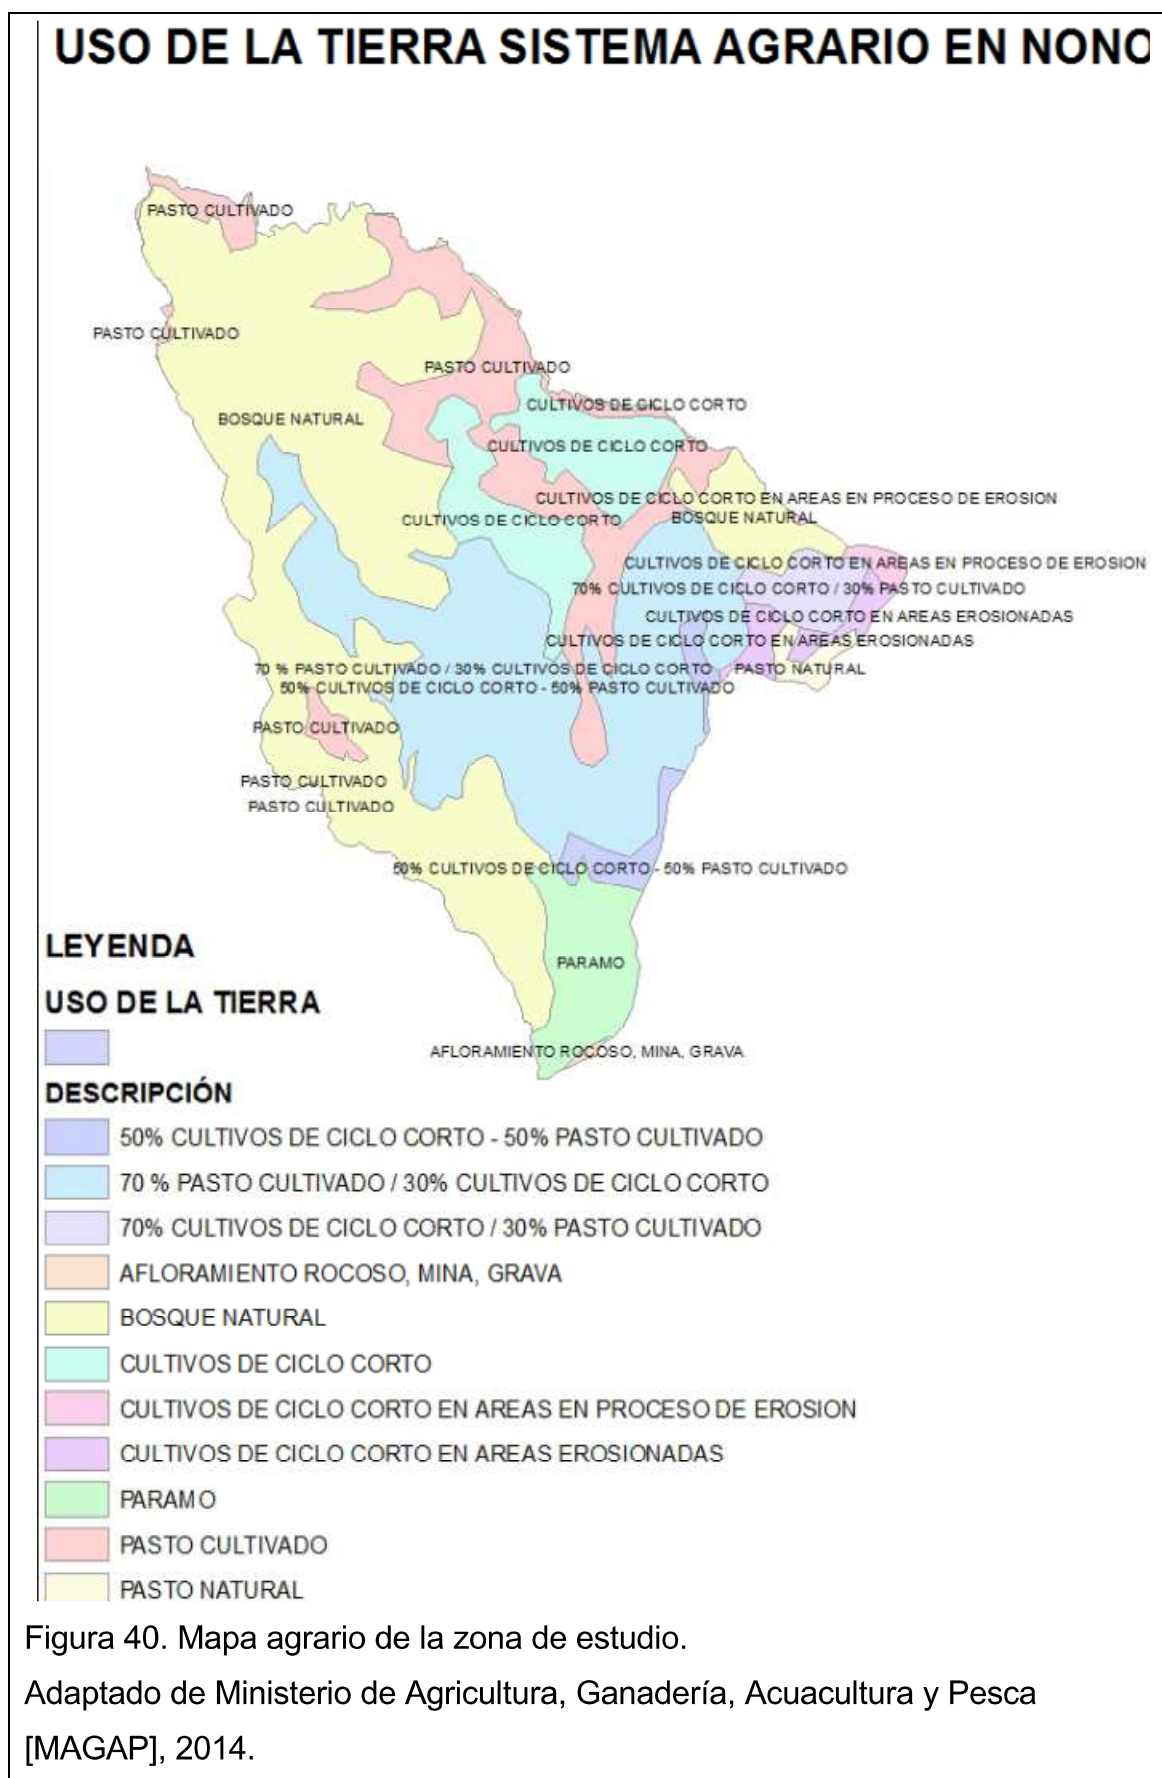 USO DE LA TIERRA SISTEMA AGRARIO EN NONO
PASTO CULTIVADO
PASTO CULTIVADO
PASTO CULTIVADO
CULTIVOS DE CICLO CORTO
BOSQUE NATURAL
CULTIVOS DE CICLO CORTO
CULTIVOS DE CICLO CORTO EN AREAS EN PROCESO DE EROSION
CULTIVOS DE CICLO CORTO
BOSQUE NATURAL
CULTIVOS DE CICLO CORTO EN AREAS EN PROCESO DE EROSION
70% CULTIVOS DE CICLO CORTO / 30% PASTO CULTIVADO
CULTIVOS DE CICLO CORTO EN AREAS EROSIONADAS
CULTIVOS DE CICLO CORTO EN AREAS EROSIONADAS
70 % PASTO CULTIVADO / 30% CULTIVOS DE CICLO CORTO
PASTO NATURAL
50% CULTIVOS DE CICLO CORTO - 50% PASTO CULTIVADO
PASTO CULTIVADO
PASTO CULTIVADO
PASTO CULTIVADO
50% CULTIVOS DE CICLO CORTO - 50% PASTO CULTIVADO
PARAMO
AFLORAMIENTO ROCOSO, MINA, GRAVA
LEYENDA
USO DE LA TIERRA
DESCRIPCIÓN
50% CULTIVOS DE CICLO CORTO - 50% PASTO CULTIVADO
70 % PASTO CULTIVADO / 30% CULTIVOS DE CICLO CORTO
70% CULTIVOS DE CICLO CORTO / 30% PASTO CULTIVADO
AFLORAMIENTO ROCOSO, MINA, GRAVA
BOSQUE NATURAL
CULTIVOS DE CICLO CORTO
CULTIVOS DE CICLO CORTO EN AREAS EN PROCESO DE EROSION
CULTIVOS DE CICLO CORTO EN AREAS EROSIONADAS
PARAMO
PASTO CULTIVADO
PASTO NATURAL
Figura 40. Mapa agrario de la zona de estudio.
Adaptado de Ministerio de Agricultura, Ganadería, Acuacultura y Pesca
[MAGAP], 2014.